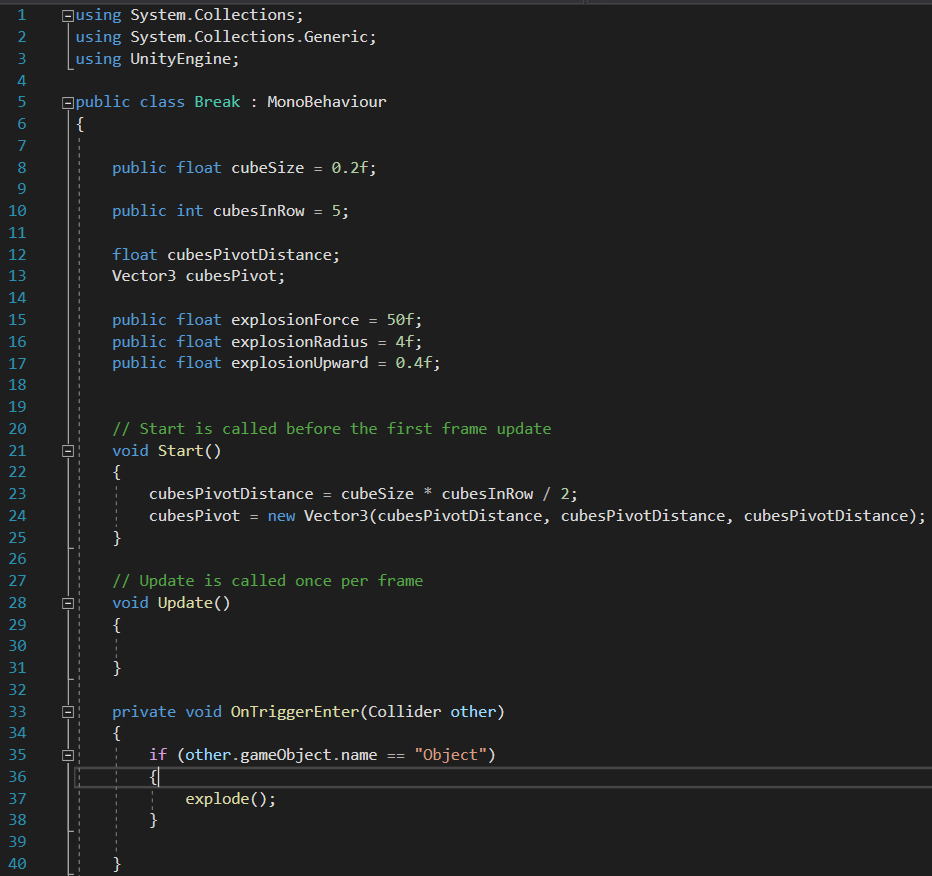 1 using System.Collections;
2 using System.Collections.Generic;
3 using UnityEngine;
4
5 public class Break : MonoBehaviour
6 {
7
8 public float cubeSize = 0.2f;
9
10 public int cubesInRow = 5;
11
12 float cubesPivotDistance;
13 Vector3 cubesPivot;
14
15 public float explosionForce = 50f;
16 public float explosionRadius = 4f;
17 public float explosionUpward = 0.4f;
18
19
20 // Start is called before the first frame update
21 void Start()
22 {
23 cubesPivotDistance = cubeSize * cubesInRow / 2;
24 cubesPivot = new Vector3(cubesPivotDistance, cubesPivotDistance, cubesPivotDistance);
25 }
26
27 // Update is called once per frame
28 void Update()
29 {
30
31 }
32
33 private void OnTriggerEnter(Collider other)
34 {
35 if (other.gameObject.name == "Object")
36 {
37 explode();
38 }
39
40 }